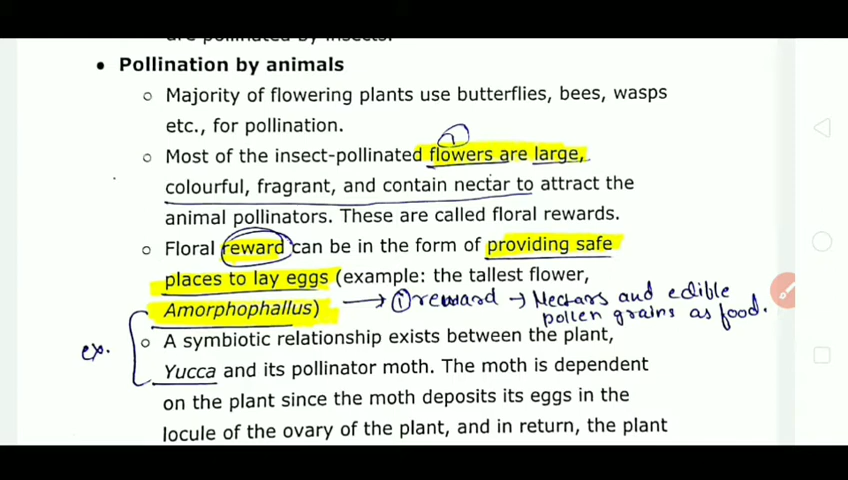 are pollinated by insects.
• Pollination by animals
○ Majority of flowering plants use butterflies, bees, wasps
etc., for pollination.
1
○ Most of the insect-pollinated flowers are large,
colourful, fragrant, and contain nectar to attract the
animal pollinators. These are called floral rewards.
○ Floral reward can be in the form of providing safe
places to lay eggs (example: the tallest flower,
Amorphophallus) → ① reward → Nectars and edible
pollen grains as food.
○ A symbiotic relationship exists between the plant,
ex. Yucca and its pollinator moth. The moth is dependent
on the plant since the moth deposits its eggs in the
locule of the ovary of the plant, and in return, the plant